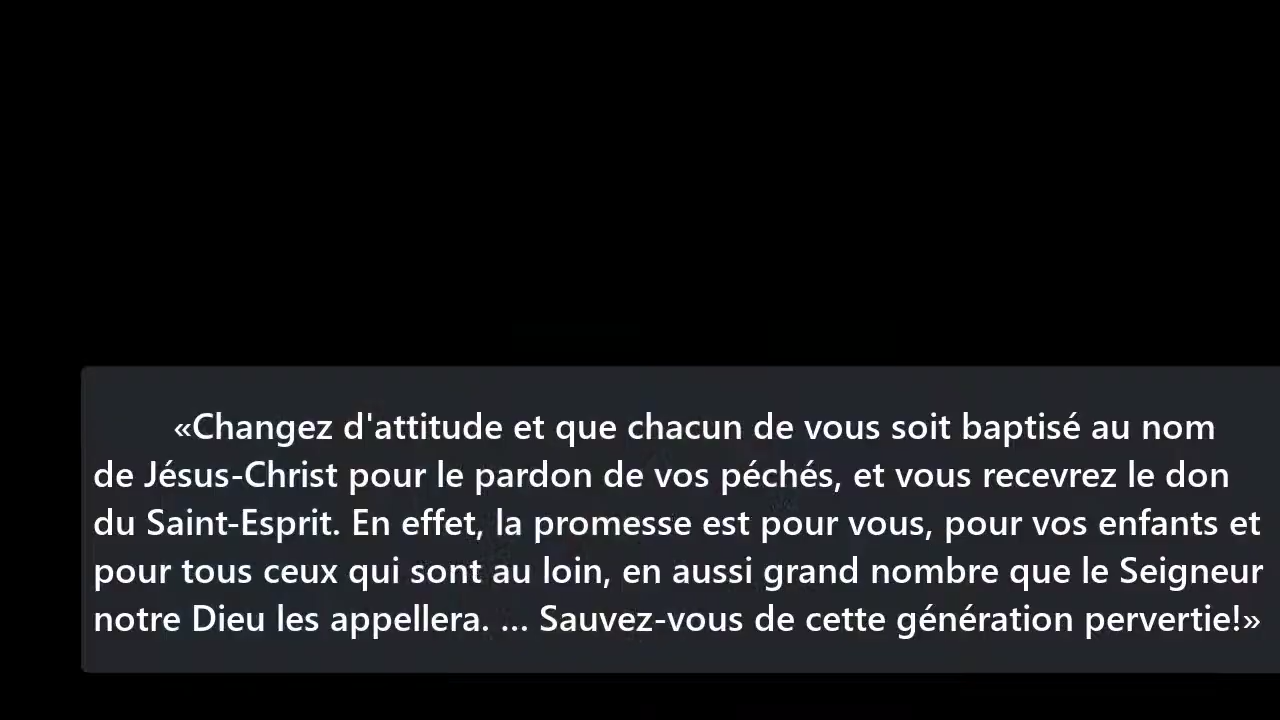 «Changez d'attitude et que chacun de vous soit baptisé au nom
de Jésus-Christ pour le pardon de vos péchés, et vous recevrez le don
du Saint-Esprit. En effet, la promesse est pour vous, pour vos enfants et
pour tous ceux qui sont au loin, en aussi grand nombre que le Seigneur
notre Dieu les appellera. … Sauvez-vous de cette génération pervertie!»